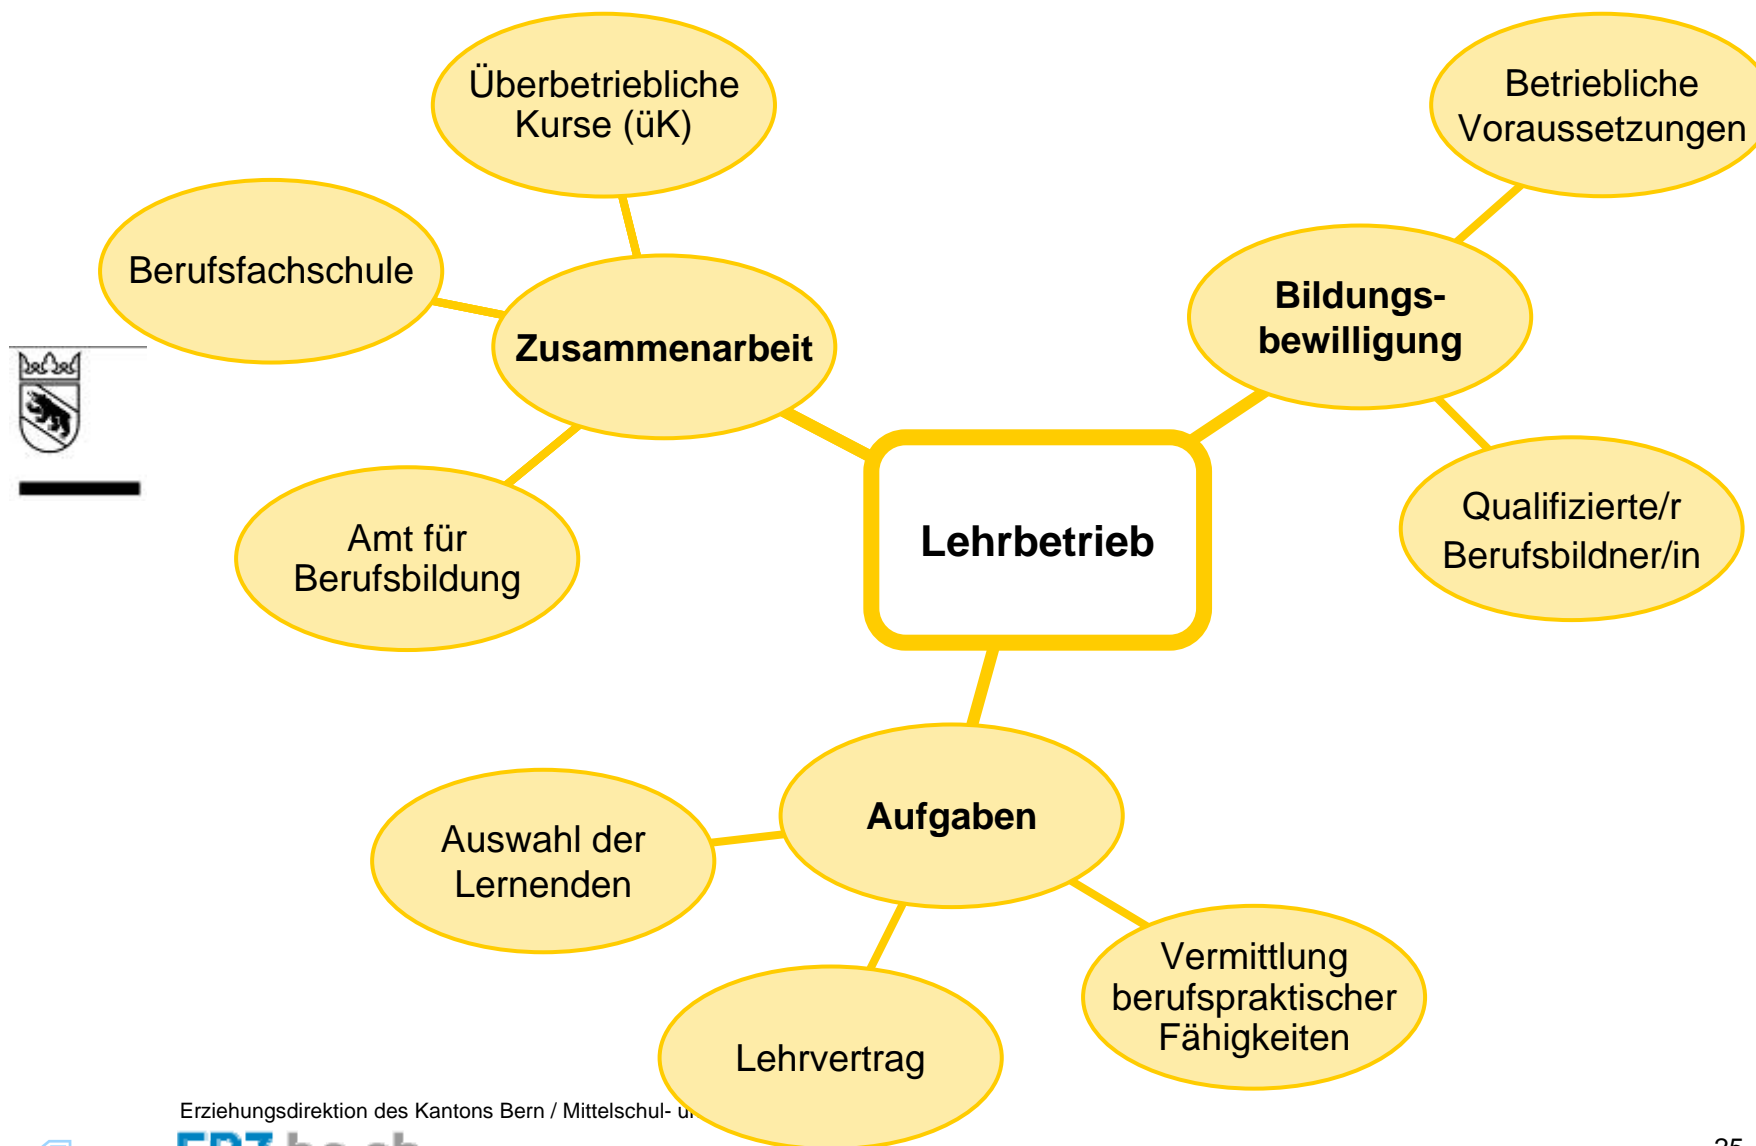 Überbetriebliche
Kurse (üK)
Betriebliche
Voraussetzungen
Berufsfachschule
Bildungs-
bewilligung
Zusammenarbeit
Qualifizierte/r
Berufsbildner/in
Lehrbetrieb
Amt für
Berufsbildung
Aufgaben
Auswahl der
Lernenden
Vermittlung
berufspraktischer
Fähigkeiten
Lehrvertrag
Erziehungsdirektion des Kantons Bern / Mittelschul-